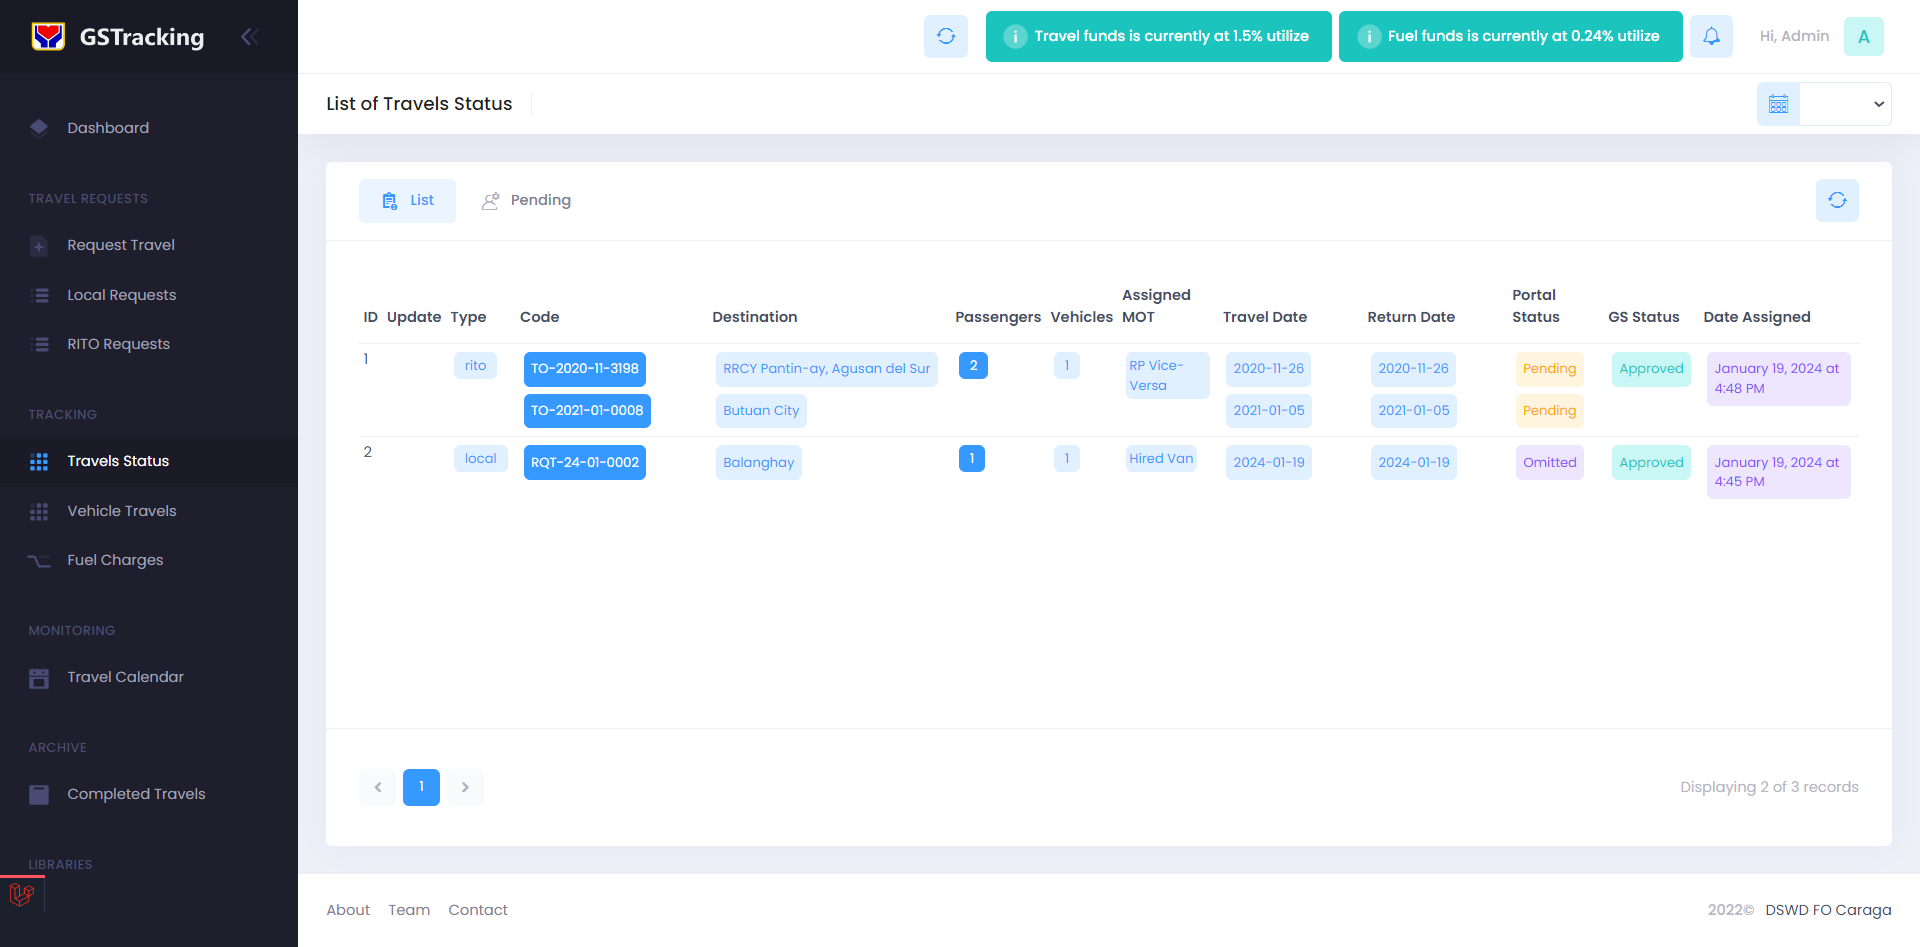 GSTracking
Travel funds is currently at 1.5% utilize
Fuel funds is currently at 0.24% utilize
Hi, Admin
A
List of Travels Status
Dashboard
TRAVEL REQUESTS
Request Travel
Local Requests
RITO Requests
TRACKING
Travels Status
Vehicle Travels
Fuel Charges
MONITORING
Travel Calendar
ARCHIVE
Completed Travels
LIBRARIES
List
Pending
ID Update Type Code Destination Passengers Vehicles Assigned MOT Travel Date Return Date Portal Status GS Status Date Assigned
1 rito TO-2020-11-3198 RRCY Pantin-ay, Agusan del Sur 2 1 RP Vice-Versa 2020-11-26 2020-11-26 Pending Approved January 19, 2024 at 4:48 PM
TO-2021-01-0008 Butuan City 2021-01-05 2021-01-05 Pending
2 local RQT-24-01-0002 Balanghay 1 1 Hired Van 2024-01-19 2024-01-19 Omitted Approved January 19, 2024 at 4:45 PM
1
Displaying 2 of 3 records
About Team Contact
2022© DSWD FO Caraga